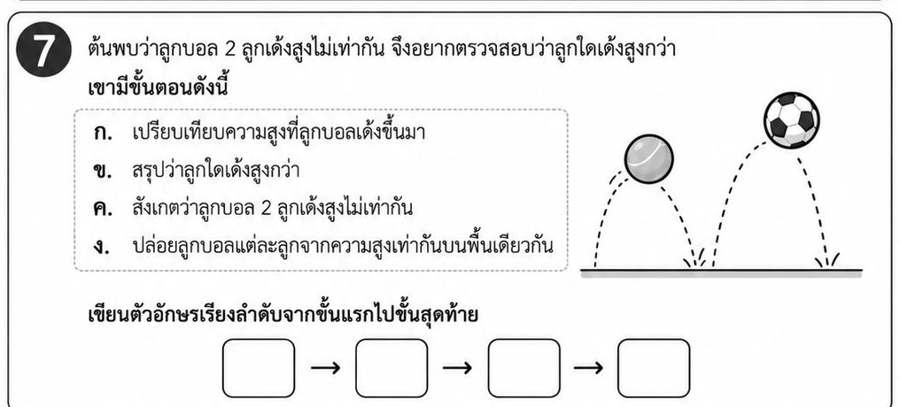 7
ต้นพบว่าลูกบอล 2 ลูกเด้งสูงไม่เท่ากัน จึงอยากตรวจสอบว่าลูกใดเด้งสูงกว่า
เขามีขั้นตอนดังนี้
ก. เปรียบเทียบความสูงที่ลูกบอลเด้งขึ้นมา
ข. สรุปว่าลูกใดเด้งสูงกว่า
ค. สังเกตว่าลูกบอล 2 ลูกเด้งสูงไม่เท่ากัน
ง. ปล่อยลูกบอลแต่ละลูกจากความสูงเท่ากันบนพื้นเดียวกัน
เขียนตัวอักษรเรียงลำดับจากขั้นแรกไปขั้นสุดท้าย